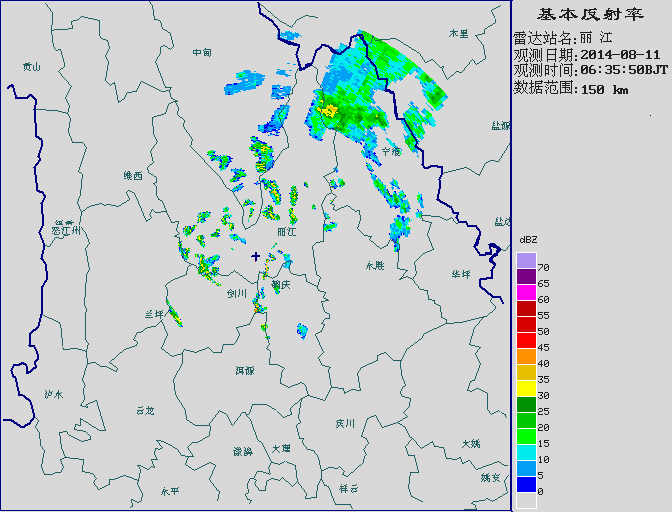 基本反射率
雷达站名:丽 江
观测日期:2014-08-11
观测时间:06:35:50BJT
数据范围:150 km
木里
中甸
贡山
盐源
宁蒗
维西
盐边
怒江州
丽江
永胜
华坪
鹤庆
剑川
兰坪
洱源
泸水
云龙
宾川
大姚
漾濞
大理
姚安
永平
祥云
dBZ
70
65
60
55
50
45
40
35
30
25
20
15
10
5
0